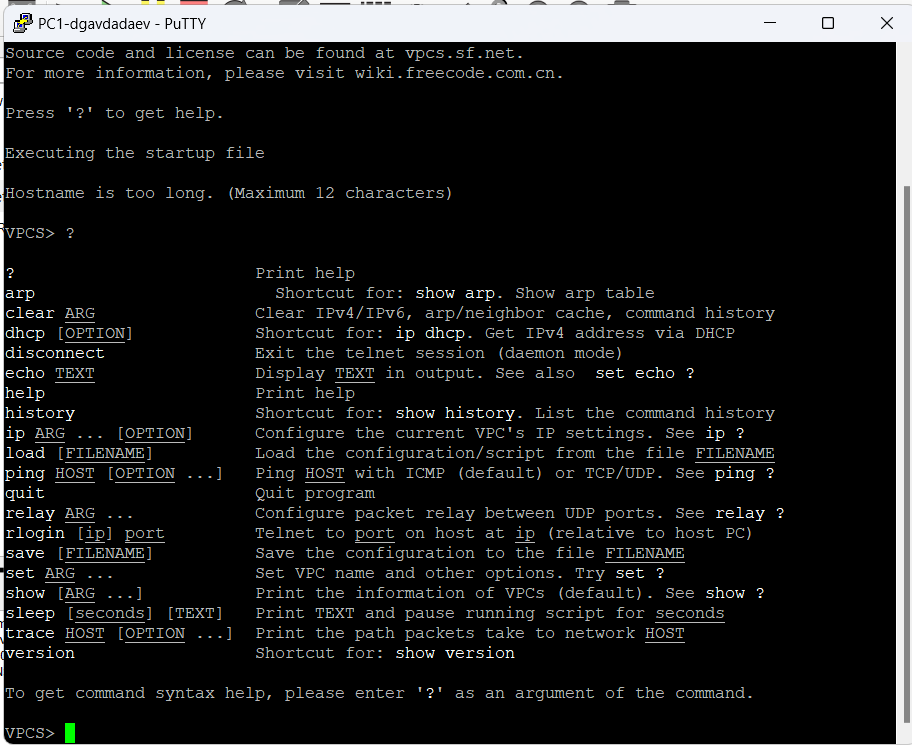 PC1-dgavdadaev - PuTTY
Source code and license can be found at vpcs.sf.net.
For more information, please visit wiki.freecode.com.cn.
Press '?' to get help.
Executing the startup file
Hostname is too long. (Maximum 12 characters)
VPCS> ?
? Print help
arp Shortcut for: show arp. Show arp table
clear ARG Clear IPv4/IPv6, arp/neighbor cache, command history
dhcp [OPTION] Shortcut for: ip dhcp. Get IPv4 address via DHCP
disconnect Exit the telnet session (daemon mode)
echo TEXT Display TEXT in output. See also set echo ?
help Print help
history Shortcut for: show history. List the command history
ip ARG ... [OPTION] Configure the current VPC's IP settings. See ip ?
load [FILENAME] Load the configuration/script from the file FILENAME
ping HOST [OPTION ...] Ping HOST with ICMP (default) or TCP/UDP. See ping ?
quit Quit program
relay ARG ... Configure packet relay between UDP ports. See relay ?
rlogin [ip] port Telnet to port on host at ip (relative to host PC)
save [FILENAME] Save the configuration to the file FILENAME
set ARG ... Set VPC name and other options. Try set ?
show [ARG ...] Print the information of VPCs (default). See show ?
sleep [seconds] [TEXT] Print TEXT and pause running script for seconds
trace HOST [OPTION ...] Print the path packets take to network HOST
version Shortcut for: show version
To get command syntax help, please enter '?' as an argument of the command.
VPCS>